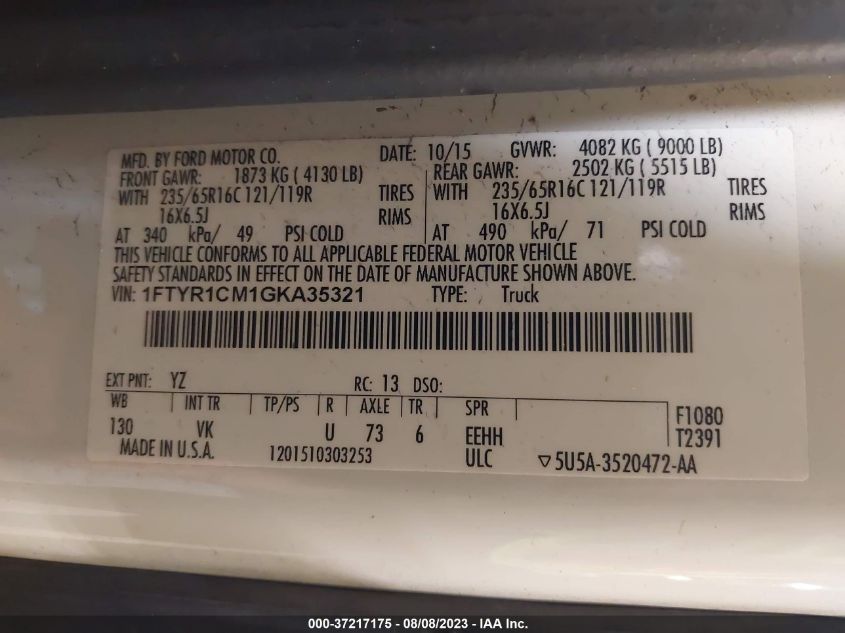 MFD. BY FORD MOTOR CO. DATE: 10/15 GVWR: 4082 KG ( 9000 LB)
FRONT GAWR: 1873 KG ( 4130 LB) REAR GAWR: 2502 KG ( 5515 LB)
WITH 235/65R16C 121/119R TIRES WITH 235/65R16C 121/119R TIRES
16X6.5J RIMS 16X6.5J RIMS
AT 340 kPa/ 49 PSI COLD AT 490 kPa/ 71 PSI COLD
THIS VEHICLE CONFORMS TO ALL APPLICABLE FEDERAL MOTOR VEHICLE
SAFETY STANDARDS IN EFFECT ON THE DATE OF MANUFACTURE SHOWN ABOVE.
VIN: 1FTYR1CM1GKA35321 TYPE: Truck
EXT PNT: YZ RC: 13 DSO:
WB INT TR TP/PS R AXLE TR SPR F1080
130 VK U 73 6 EEHH T2391
MADE IN U.S.A. 1201510303253 ULC ▽5U5A-3520472-AA
000-37217175 - 08/08/2023 - IAA Inc.